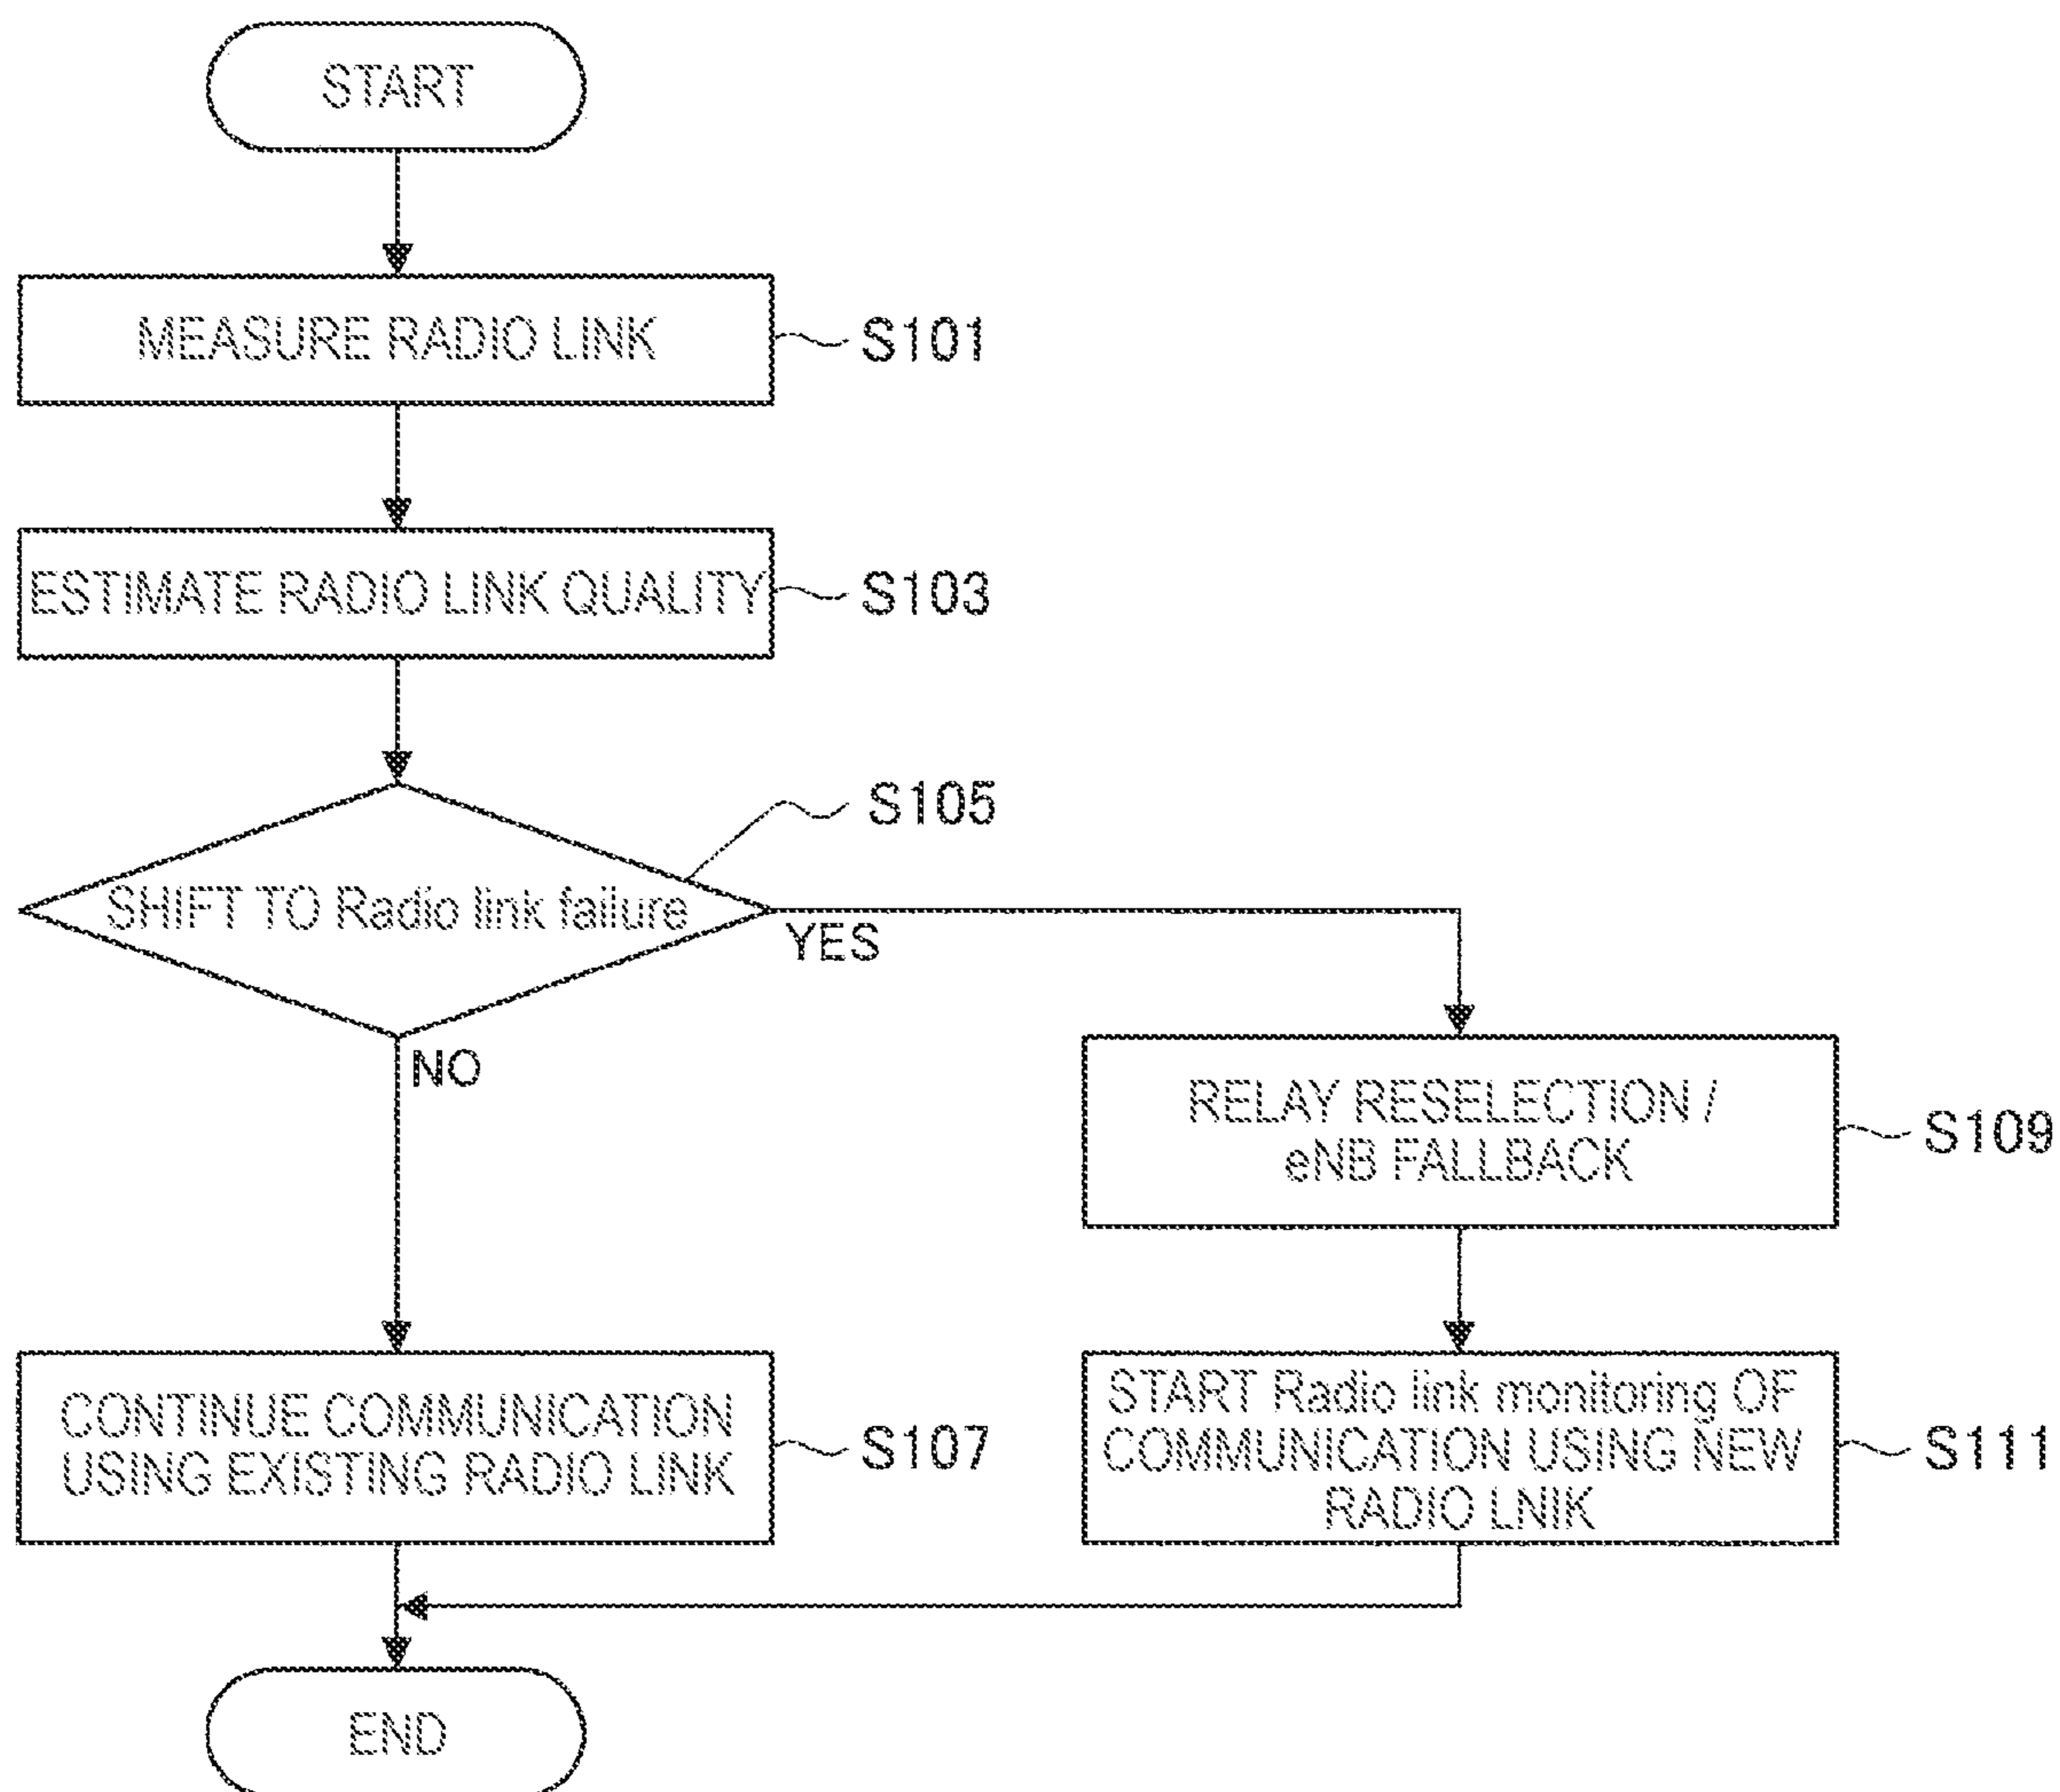 START
MEASURE RADIO LINK
S101
ESTIMATE RADIO LINK QUALITY
S103
S105
SHIFT TO Radio link failure
YES
NO
RELAY RESELECTION /
eNB FALLBACK
S109
CONTINUE COMMUNICATION
USING EXISTING RADIO LINK
S107
START Radio link monitoring OF
COMMUNICATION USING NEW
RADIO LNIK
S111
END